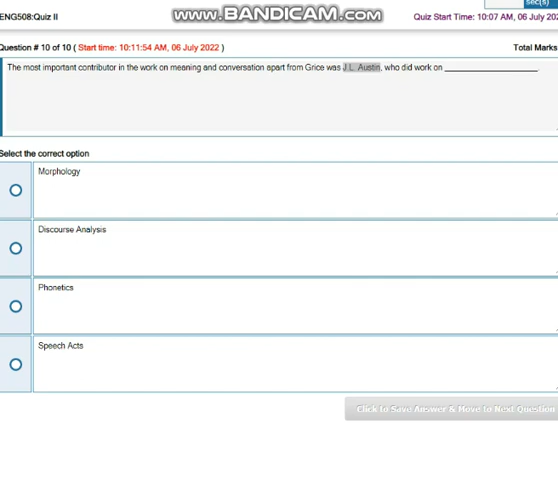 sec(s)
ENG508:Quiz II
www.BANDICAM.com
Quiz Start Time: 10:07 AM, 06 July 202
Question # 10 of 10 ( Start time: 10:11:54 AM, 06 July 2022 )
Total Marks
The most important contributor in the work on meaning and conversation apart from Grice was J.L. Austin, who did work on ____________________.
Select the correct option
Morphology
Discourse Analysis
Phonetics
Speech Acts
Click to Save Answer & Move to Next Question